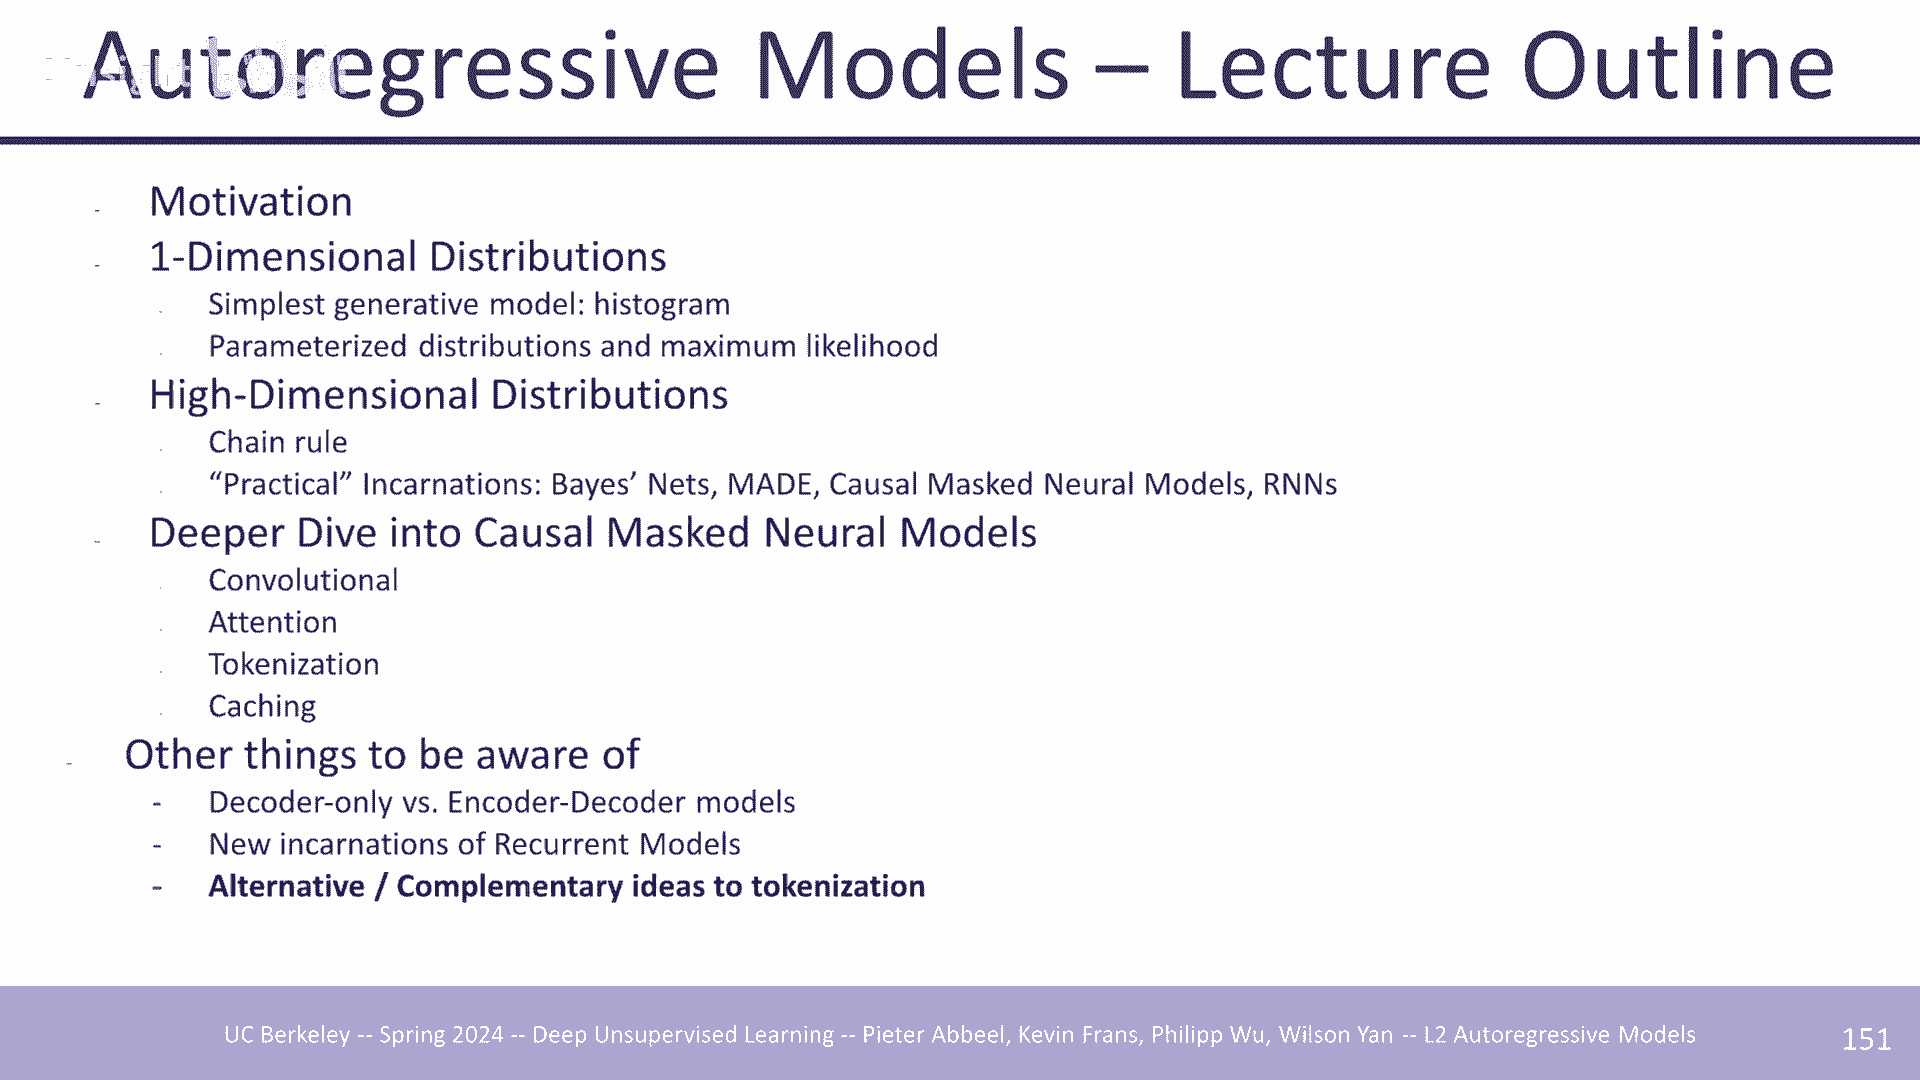 Autoregressive Models – Lecture Outline
- Motivation
- 1-Dimensional Distributions
. Simplest generative model: histogram
. Parameterized distributions and maximum likelihood
- High-Dimensional Distributions
. Chain rule
. “Practical” Incarnations: Bayes’ Nets, MADE, Causal Masked Neural Models, RNNs
- Deeper Dive into Causal Masked Neural Models
. Convolutional
. Attention
. Tokenization
. Caching
- Other things to be aware of
- Decoder-only vs. Encoder-Decoder models
- New incarnations of Recurrent Models
- Alternative / Complementary ideas to tokenization
UC Berkeley -- Spring 2024 -- Deep Unsupervised Learning -- Pieter Abbeel, Kevin Frans, Philipp Wu, Wilson Yan -- L2 Autoregressive Models
151